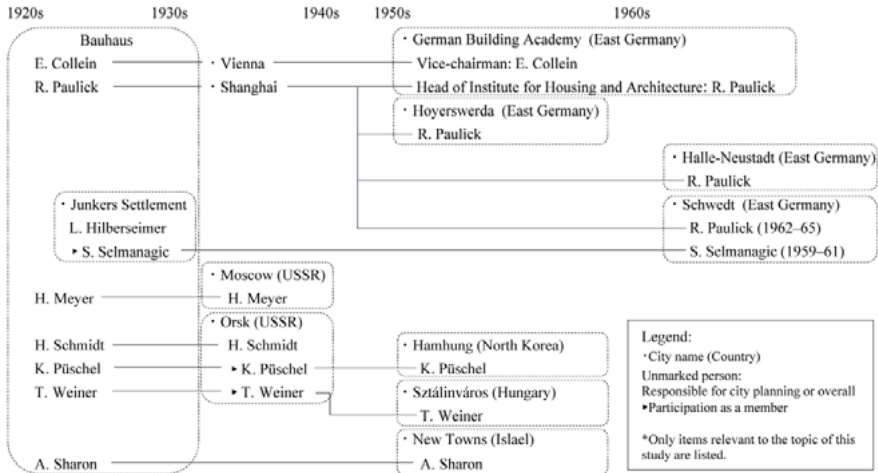 1920s 1930s 1940s 1950s 1960s
Bauhaus
E. Collein
R. Paulick
· Vienna
· Shanghai
· German Building Academy (East Germany)
Vice-chairman: E. Collein
Head of Institute for Housing and Architecture: R. Paulick
· Hoyerswerda (East Germany)
R. Paulick
· Halle-Neustadt (East Germany)
R. Paulick
· Junkers Settlement
L. Hilberseimer
▸ S. Selmanagic
· Schwedt (East Germany)
R. Paulick (1962–65)
S. Selmanagic (1959–61)
H. Meyer
· Moscow (USSR)
H. Meyer
H. Schmidt
K. Püschel
T. Weiner
· Orsk (USSR)
H. Schmidt
▸ K. Püschel
▸ T. Weiner
· Hamhung (North Korea)
K. Püschel
Sztálinváros (Hungary)
T. Weiner
A. Sharon
· New Towns (Islael)
A. Sharon
Legend:
·City name (Country)
Unmarked person:
Responsible for city planning or overall
▸Participation as a member
*Only items relevant to the topic of this
study are listed.